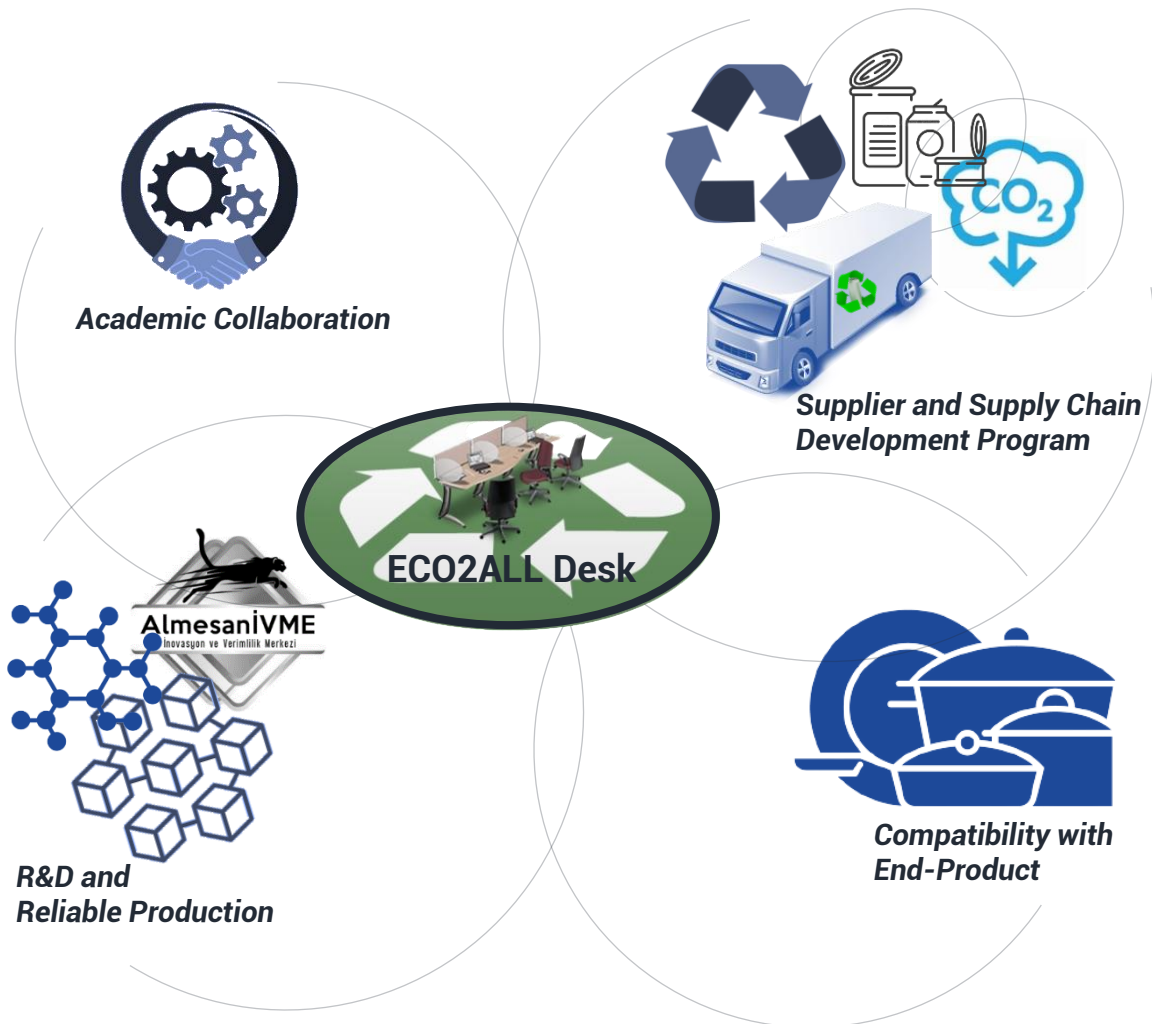 CO2
Academic Collaboration
Supplier and Supply Chain
Development Program
ECO2ALL Desk
AlmesanİVME
İnovasyon ve Verimlilik Merkezi
Compatibility with
End-Product
R&D and
Reliable Production